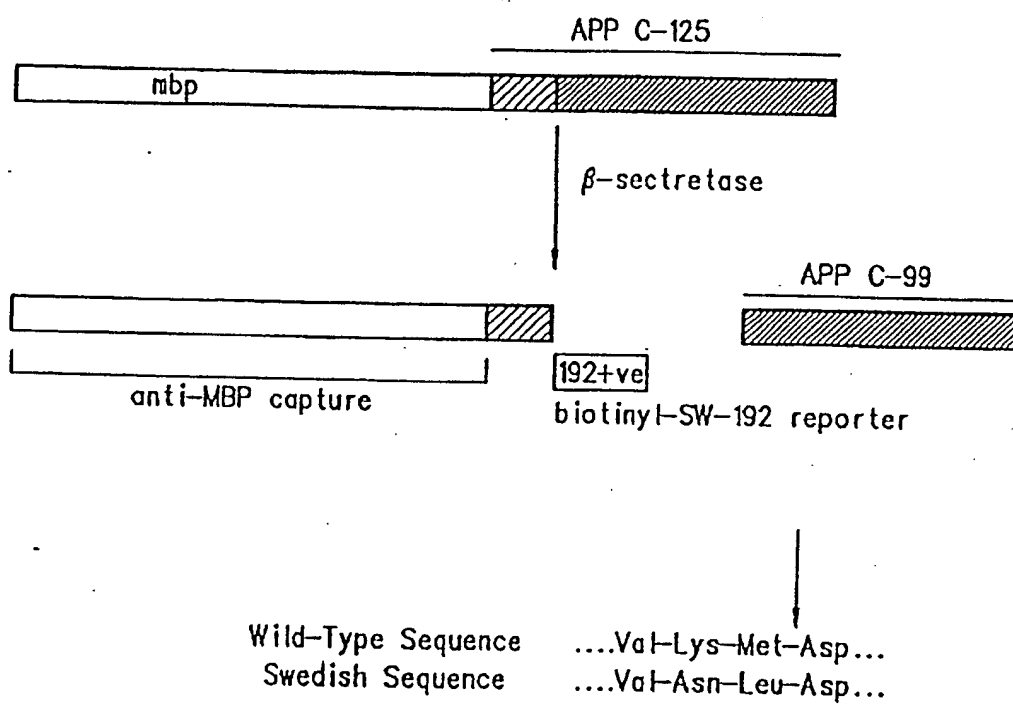 APP C-125
mbp
β-sectretase
APP C-99
192+ve
anti-MBP capture
biotinyl-SW-192 reporter
Wild-Type Sequence ....Val-Lys-Met-Asp...
Swedish Sequence ....Val-Asn-Leu-Asp...